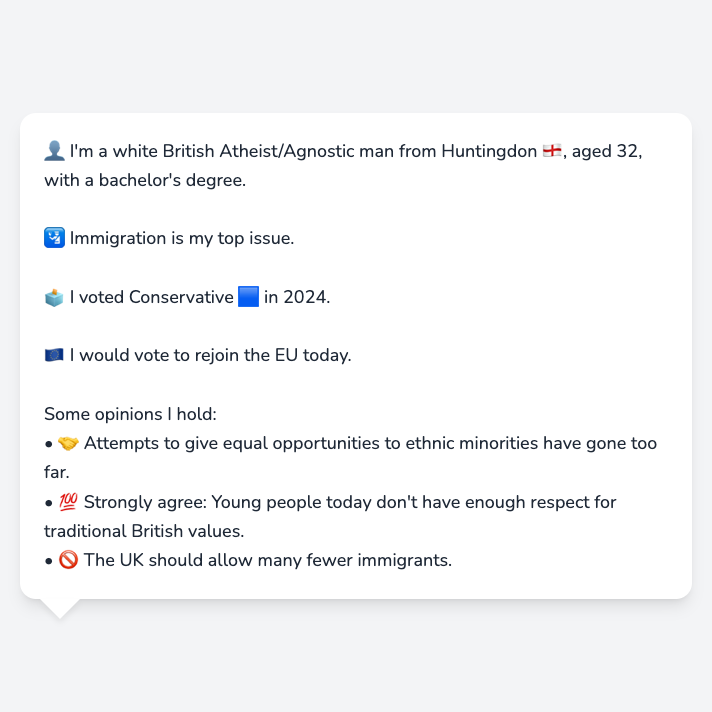 👤 I'm a white British Atheist/Agnostic man from Huntingdon 🏴󠁧󠁢󠁥󠁮󠁧󠁿, aged 32,
with a bachelor's degree.
🛂 Immigration is my top issue.
🗳️ I voted Conservative 🟦 in 2024.
🇪🇺 I would vote to rejoin the EU today.
Some opinions I hold:
• 🤝 Attempts to give equal opportunities to ethnic minorities have gone too
far.
• 💯 Strongly agree: Young people today don't have enough respect for
traditional British values.
• 🚫 The UK should allow many fewer immigrants.